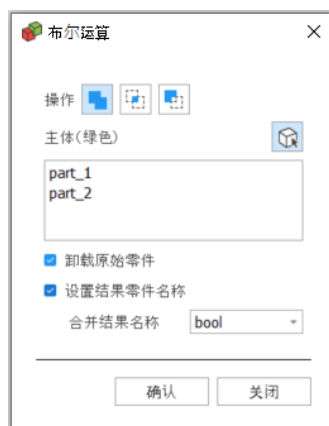 布尔运算
操作
主体(绿色)
part_1
part_2
卸载原始零件
设置结果零件名称
合并结果名称 bool
确认 关闭